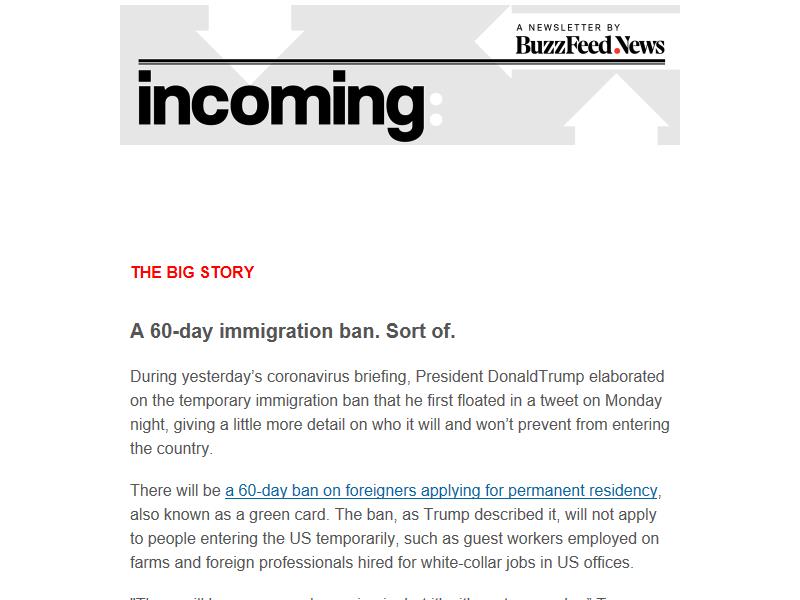 A NEWSLETTER BY
BuzzFeed.News
incoming:
THE BIG STORY
A 60-day immigration ban. Sort of.
During yesterday’s coronavirus briefing, President DonaldTrump elaborated
on the temporary immigration ban that he first floated in a tweet on Monday
night, giving a little more detail on who it will and won’t prevent from entering
the country.
There will be a 60-day ban on foreigners applying for permanent residency,
also known as a green card. The ban, as Trump described it, will not apply
to people entering the US temporarily, such as guest workers employed on
farms and foreign professionals hired for white-collar jobs in US offices.